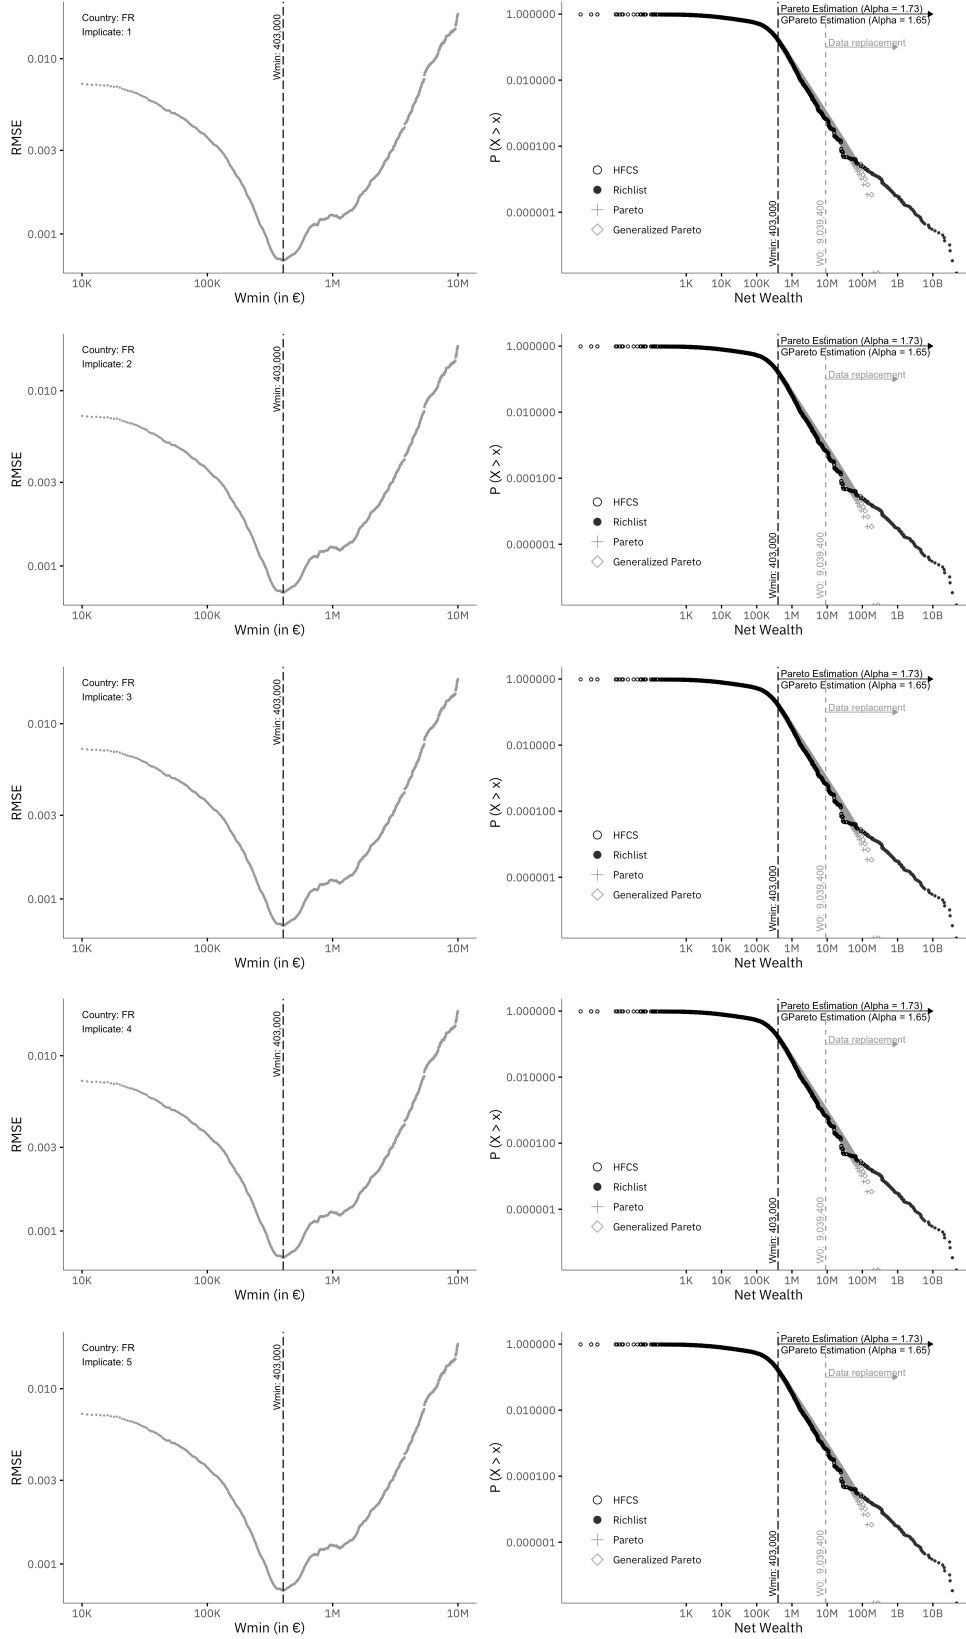 Country: FR
Implicate: 1
Wmin: 403,000
0.010
0.003
0.001
RMSE
10K 100K 1M 10M
Wmin (in €)
Pareto Estimation (Alpha = 1.73)
GPareto Estimation (Alpha = 1.65)
Data replacement
1.000000
0.010000
0.000100
0.000001
P (X > x)
HFCS
Richlist
Pareto
Generalized Pareto
Wmin: 403,000
W0: 9,039,400
1K 10K 100K 1M 10M 100M 1B 10B
Net Wealth
Country: FR
Implicate: 2
Wmin: 403,000
0.010
0.003
0.001
RMSE
10K 100K 1M 10M
Wmin (in €)
Pareto Estimation (Alpha = 1.73)
GPareto Estimation (Alpha = 1.65)
Data replacement
1.000000
0.010000
0.000100
0.000001
P (X > x)
HFCS
Richlist
Pareto
Generalized Pareto
Wmin: 403,000
W0: 9,039,400
1K 10K 100K 1M 10M 100M 1B 10B
Net Wealth
Country: FR
Implicate: 3
Wmin: 403,000
0.010
0.003
0.001
RMSE
10K 100K 1M 10M
Wmin (in €)
Pareto Estimation (Alpha = 1.73)
GPareto Estimation (Alpha = 1.65)
Data replacement
1.000000
0.010000
0.000100
0.000001
P (X > x)
HFCS
Richlist
Pareto
Generalized Pareto
Wmin: 403,000
W0: 9,039,400
1K 10K 100K 1M 10M 100M 1B 10B
Net Wealth
Country: FR
Implicate: 4
Wmin: 403,000
0.010
0.003
0.001
RMSE
10K 100K 1M 10M
Wmin (in €)
Pareto Estimation (Alpha = 1.73)
GPareto Estimation (Alpha = 1.65)
Data replacement
1.000000
0.010000
0.000100
0.000001
P (X > x)
HFCS
Richlist
Pareto
Generalized Pareto
Wmin: 403,000
W0: 9,039,400
1K 10K 100K 1M 10M 100M 1B 10B
Net Wealth
Country: FR
Implicate: 5
Wmin: 403,000
0.010
0.003
0.001
RMSE
10K 100K 1M 10M
Wmin (in €)
Pareto Estimation (Alpha = 1.73)
GPareto Estimation (Alpha = 1.65)
Data replacement
1.000000
0.010000
0.000100
0.000001
P (X > x)
HFCS
Richlist
Pareto
Generalized Pareto
Wmin: 403,000
W0: 9,039,400
1K 10K 100K 1M 10M 100M 1B 10B
Net Wealth